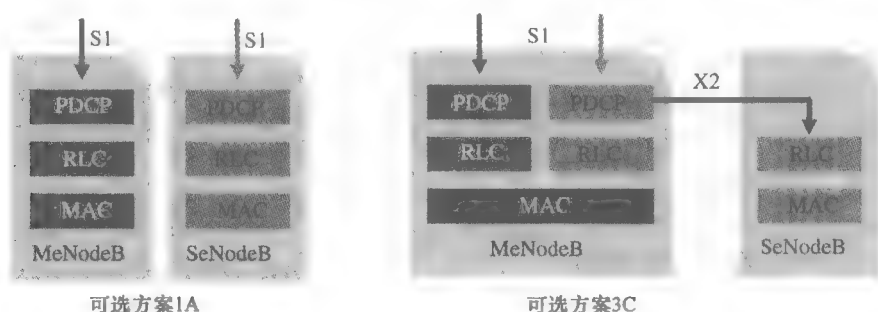 S1 S1 S1
X2
PDCP PDCP PDCP PDCP
RLC RLC RLC RLC RLC
MAC MAC MAC MAC
MeNodeB SeNodeB MeNodeB SeNodeB
可选方案1A 可选方案3C